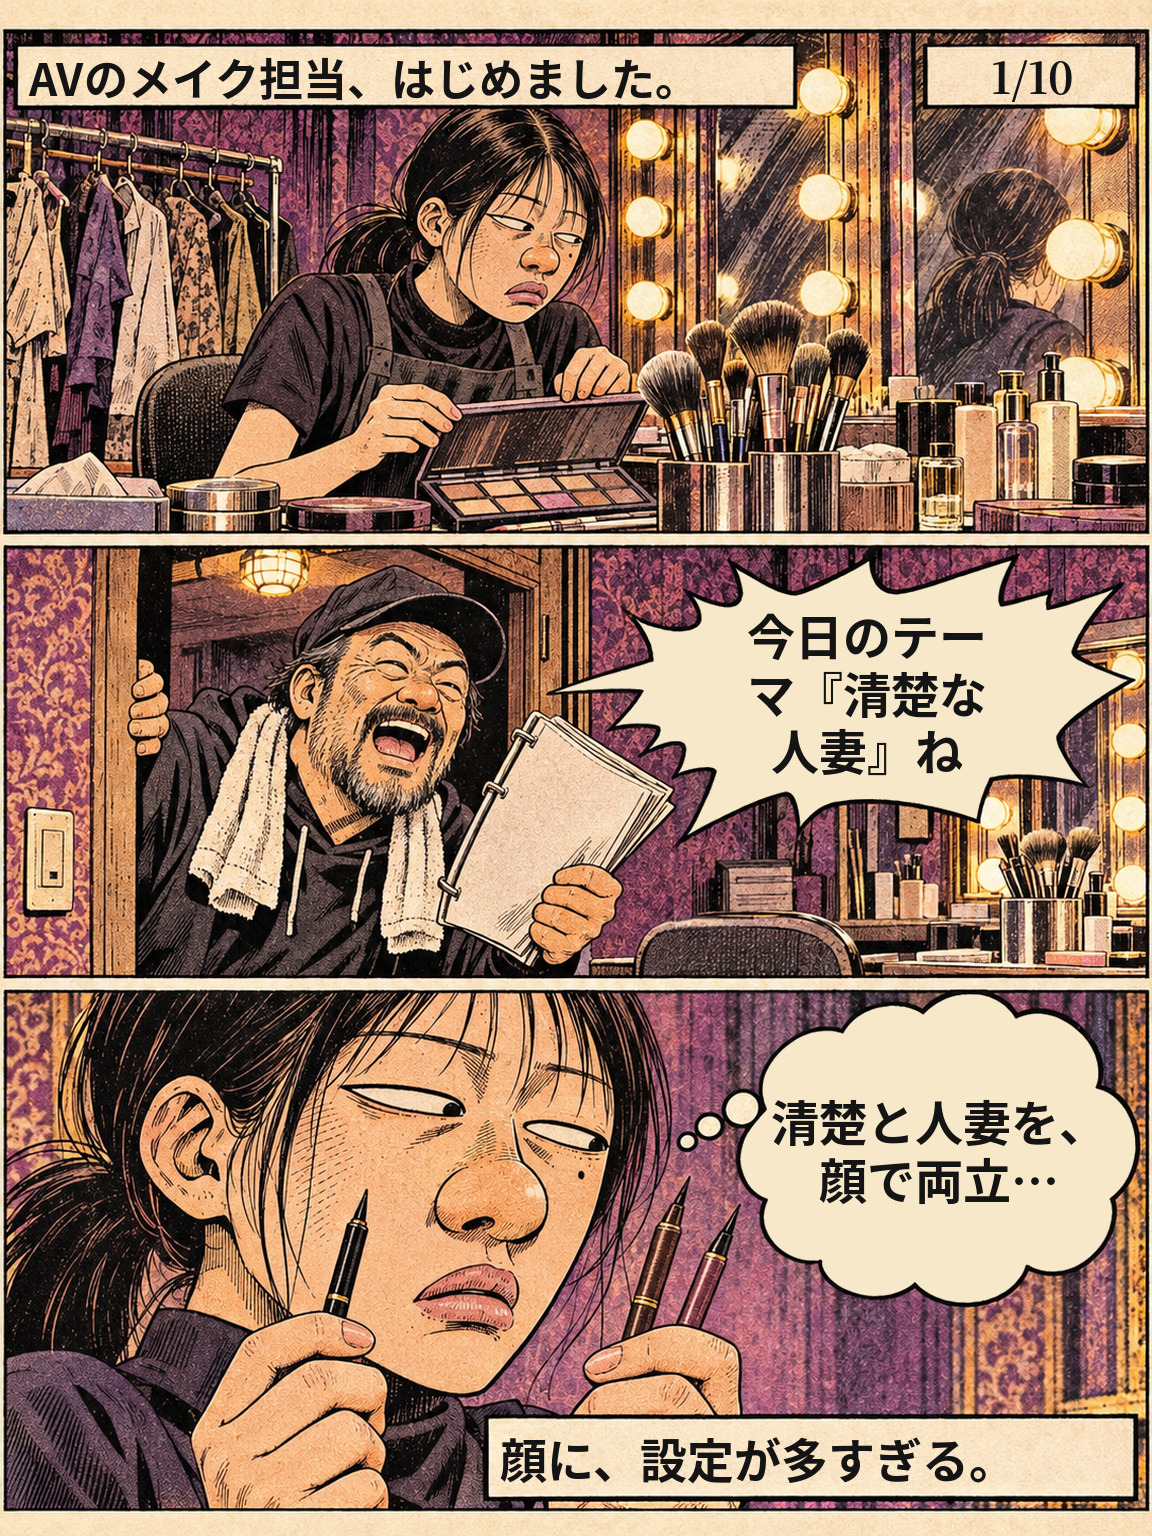 AVのメイク担当、はじめました。
1/10
今日のテー
マ『清楚な
人妻』ね
清楚と人妻を、
顔で両立…
顔に、設定が多すぎる。